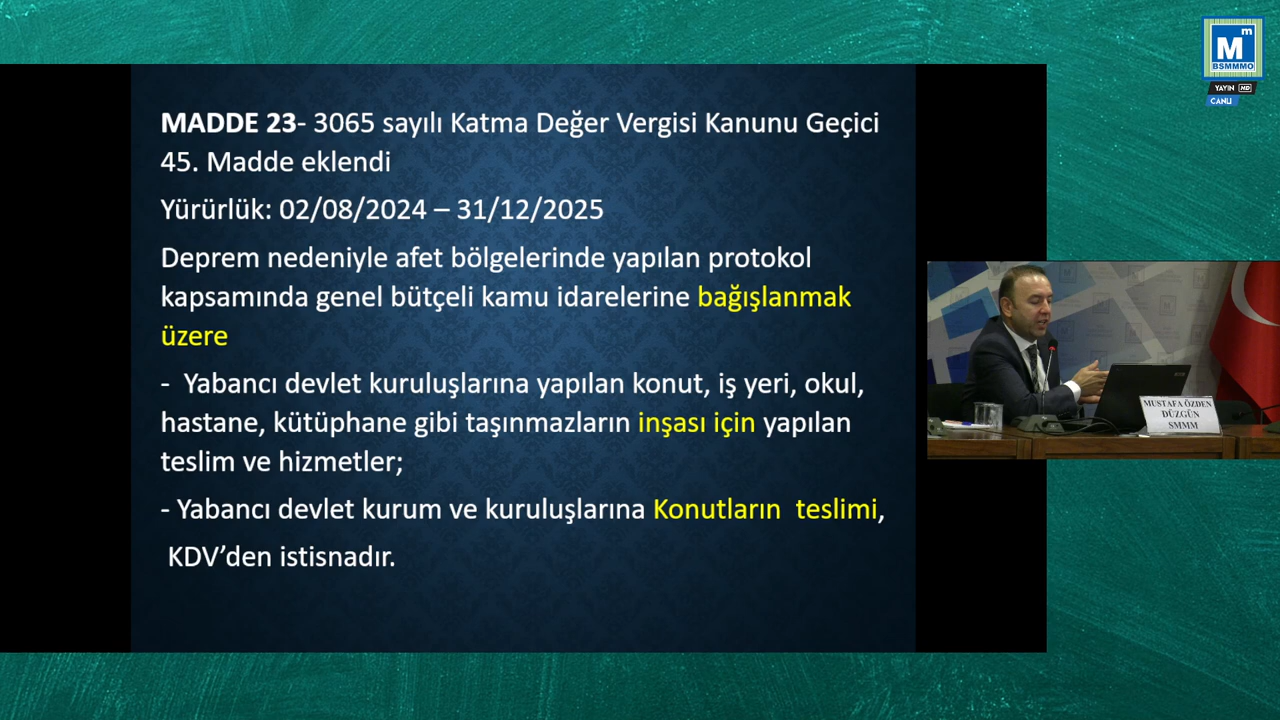 MADDE 23- 3065 sayılı Katma Değer Vergisi Kanunu Geçici
45. Madde eklendi
Yürürlük: 02/08/2024 – 31/12/2025
Deprem nedeniyle afet bölgelerinde yapılan protokol
kapsamında genel bütçeli kamu idarelerine bağışlanmak
üzere
- Yabancı devlet kuruluşlarına yapılan konut, iş yeri, okul,
hastane, kütüphane gibi taşınmazların inşası için yapılan
teslim ve hizmetler;
- Yabancı devlet kurum ve kuruluşlarına Konutların teslimi,
KDV’den istisnadır.
Mm
BSMMMO
YAYIN HD
CANLI
MUSTAFA ÖZDEN
DÜZGÜN
SMMM